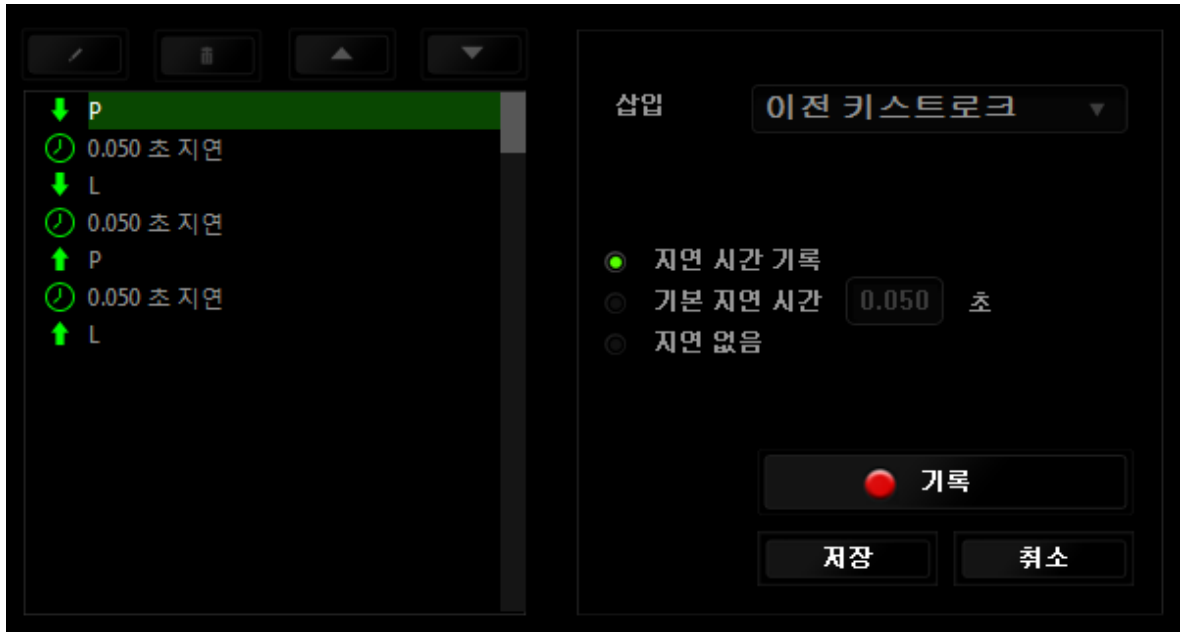 P
0.050 초 지연
L
0.050 초 지연
P
0.050 초 지연
L
삽입 이전 키스트로크
지연 시간 기록
기본 지연 시간 0.050 초
지연 없음
기록
저장 취소